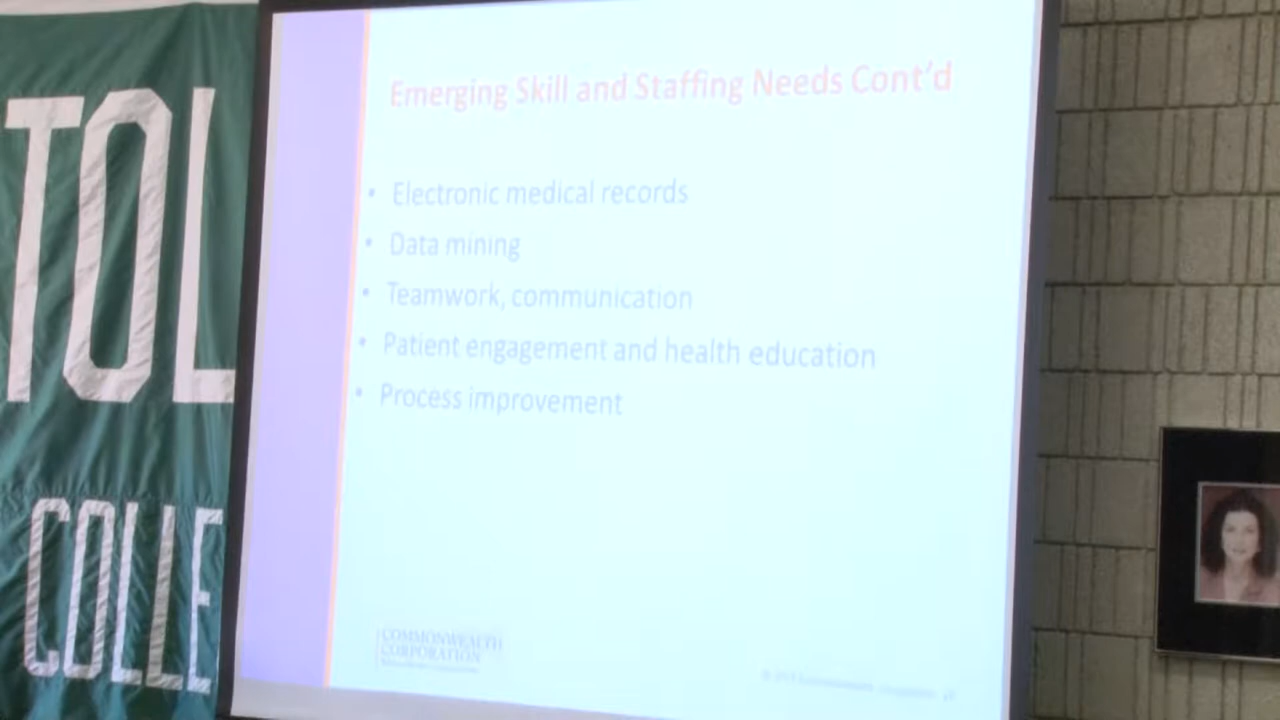 TOL
COLLE
Emerging Skill and Staffing Needs Cont'd
• Electronic medical records
• Data mining
• Teamwork, communication
• Patient engagement and health education
• Process improvement
COMMONWEALTH
CORPORATION